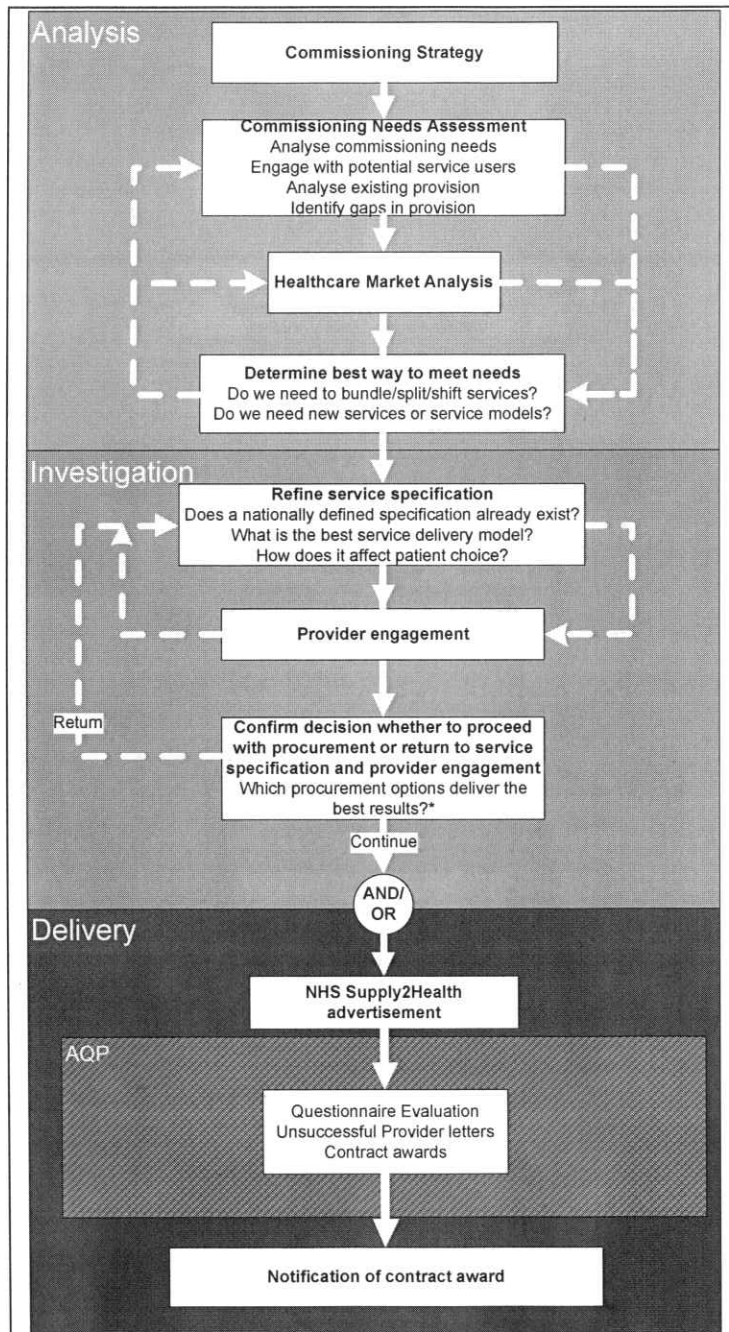 Analysis
Commissioning Strategy
Commissioning Needs Assessment
Analyse commissioning needs
Engage with potential service users
Analyse existing provision
Identify gaps in provision
Healthcare Market Analysis
Determine best way to meet needs
Do we need to bundle/split/shift services?
Do we need new services or service models?
Investigation
Refine service specification
Does a nationally defined specification already exist?
What is the best service delivery model?
How does it affect patient choice?
Provider engagement
Return
Confirm decision whether to proceed
with procurement or return to service
specification and provider engagement
Which procurement options deliver the
best results?*
Continue
AND/
OR
Delivery
NHS Supply2Health
advertisement
AQP
Questionnaire Evaluation
Unsuccessful Provider letters
Contract awards
Notification of contract award